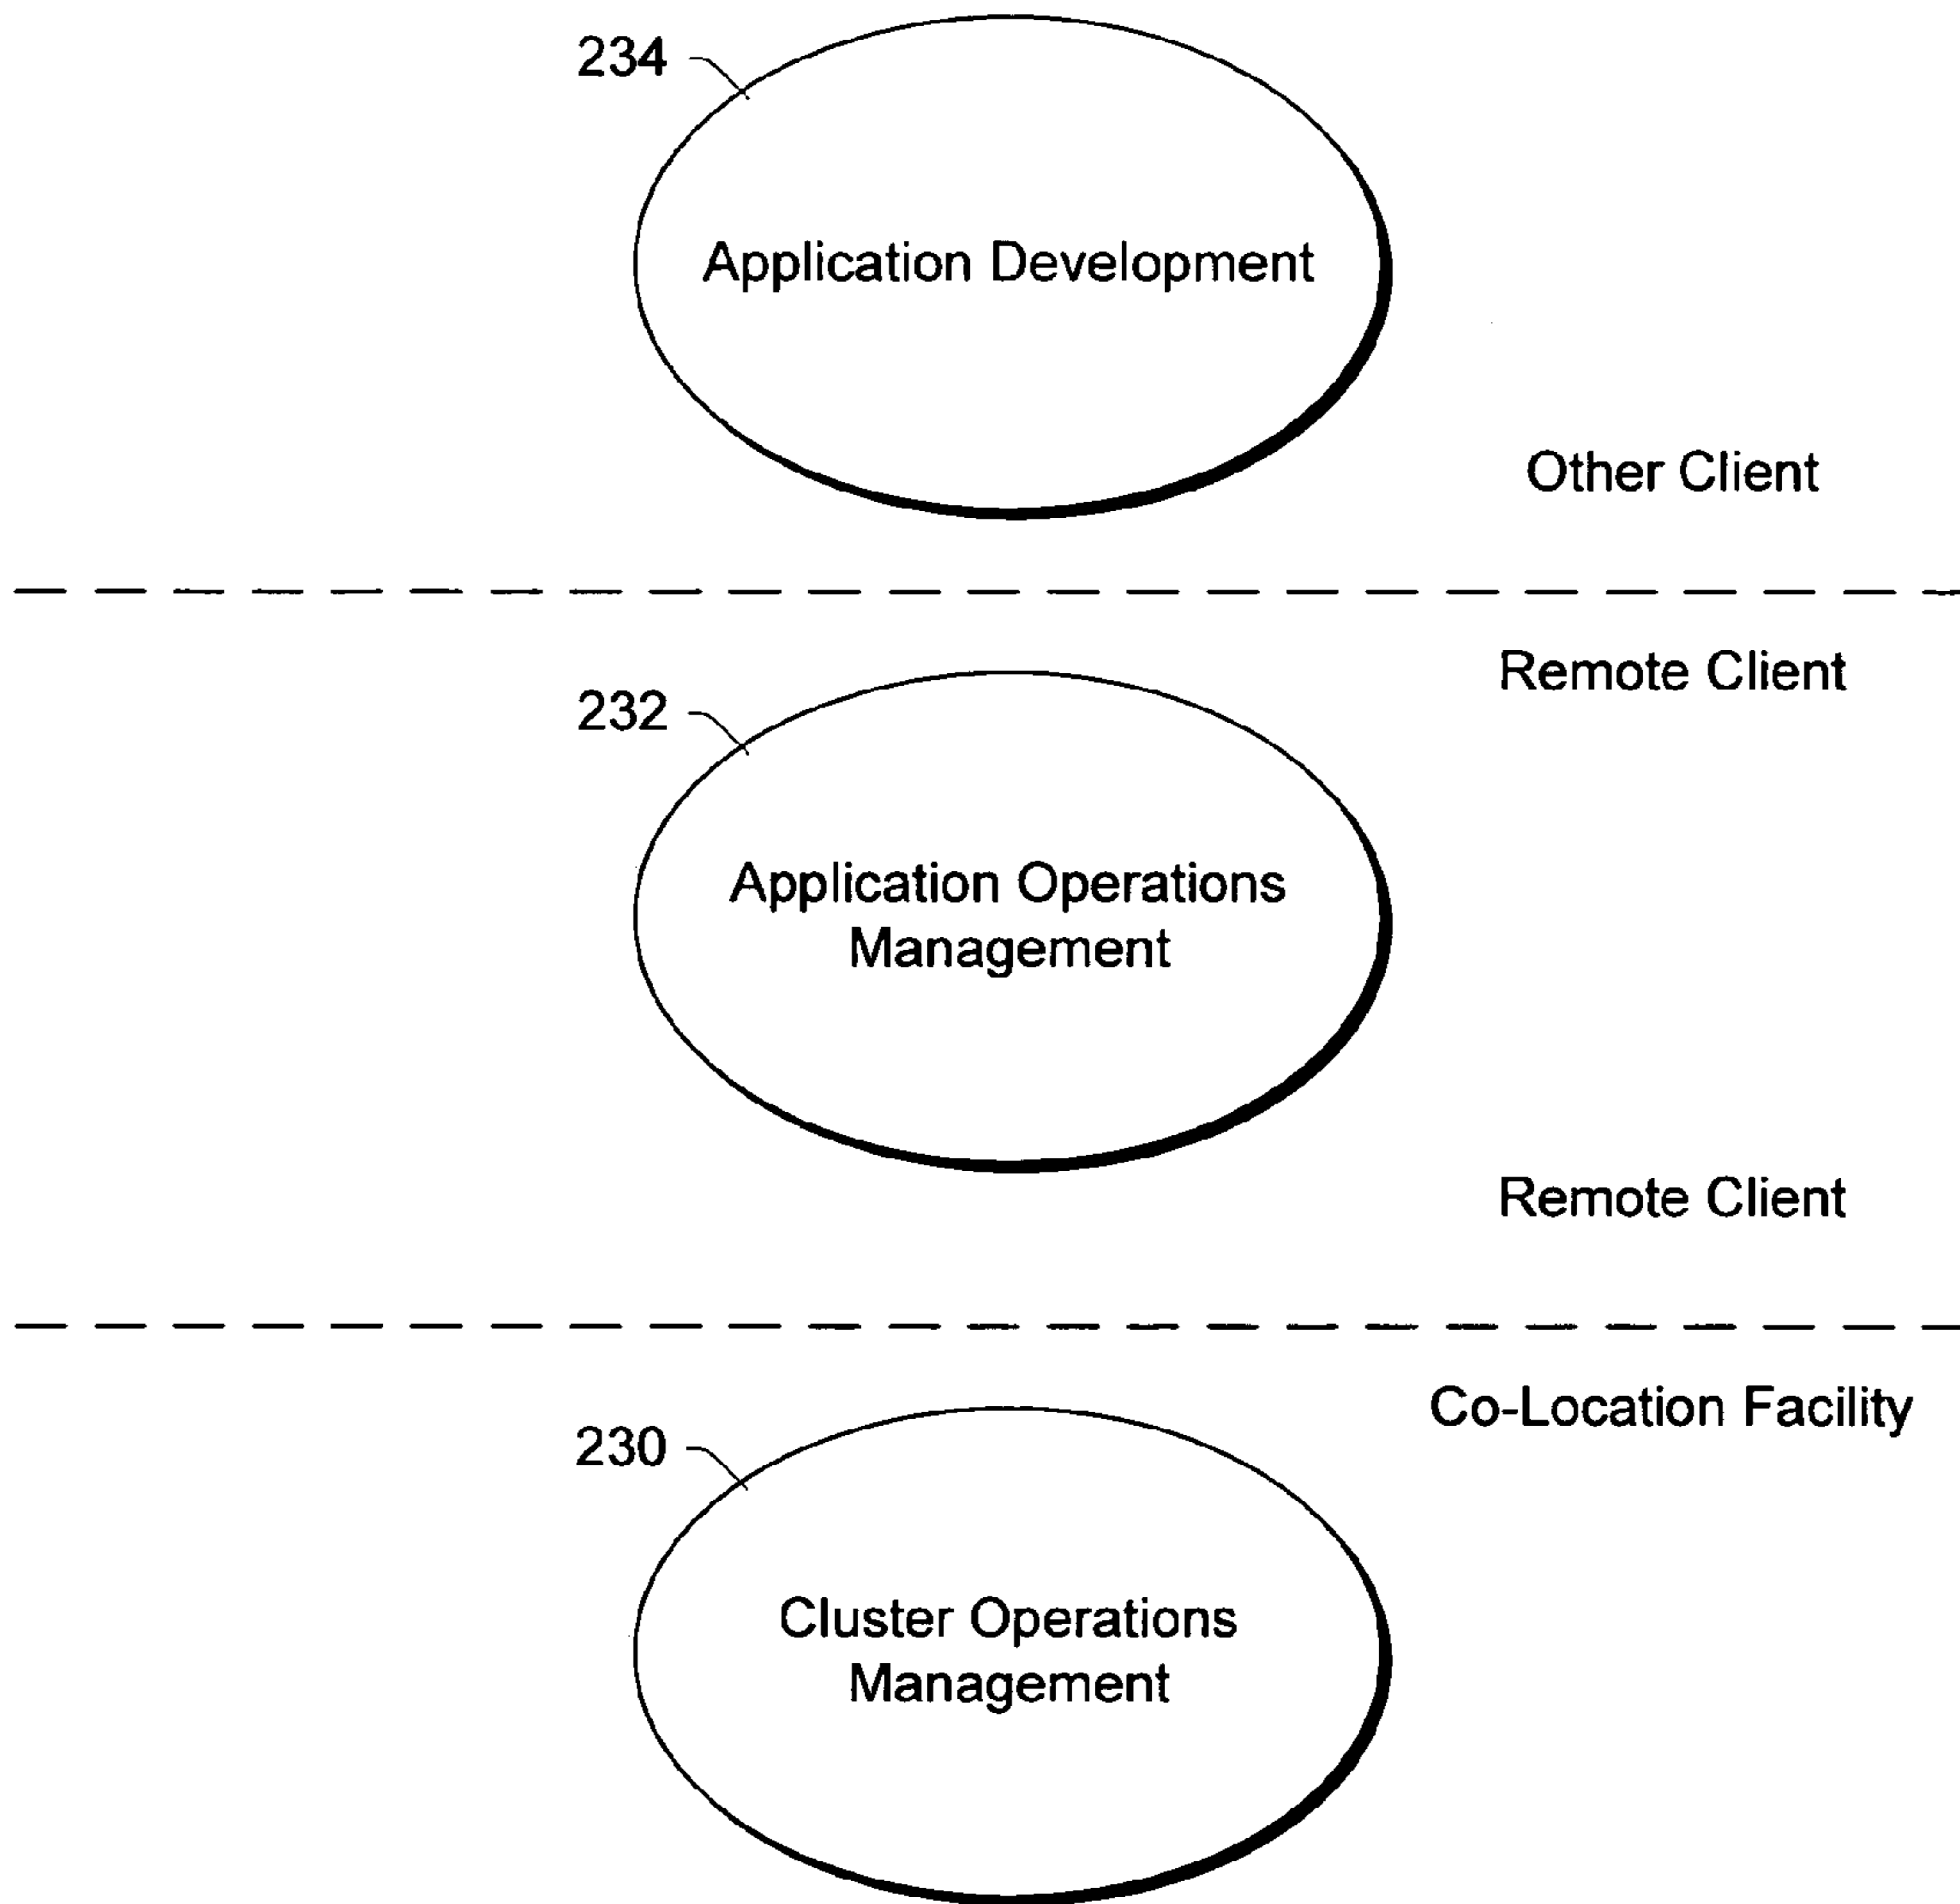 234
Application Development
Other Client
Remote Client
232
Application Operations
Management
Remote Client
Co-Location Facility
230
Cluster Operations
Management